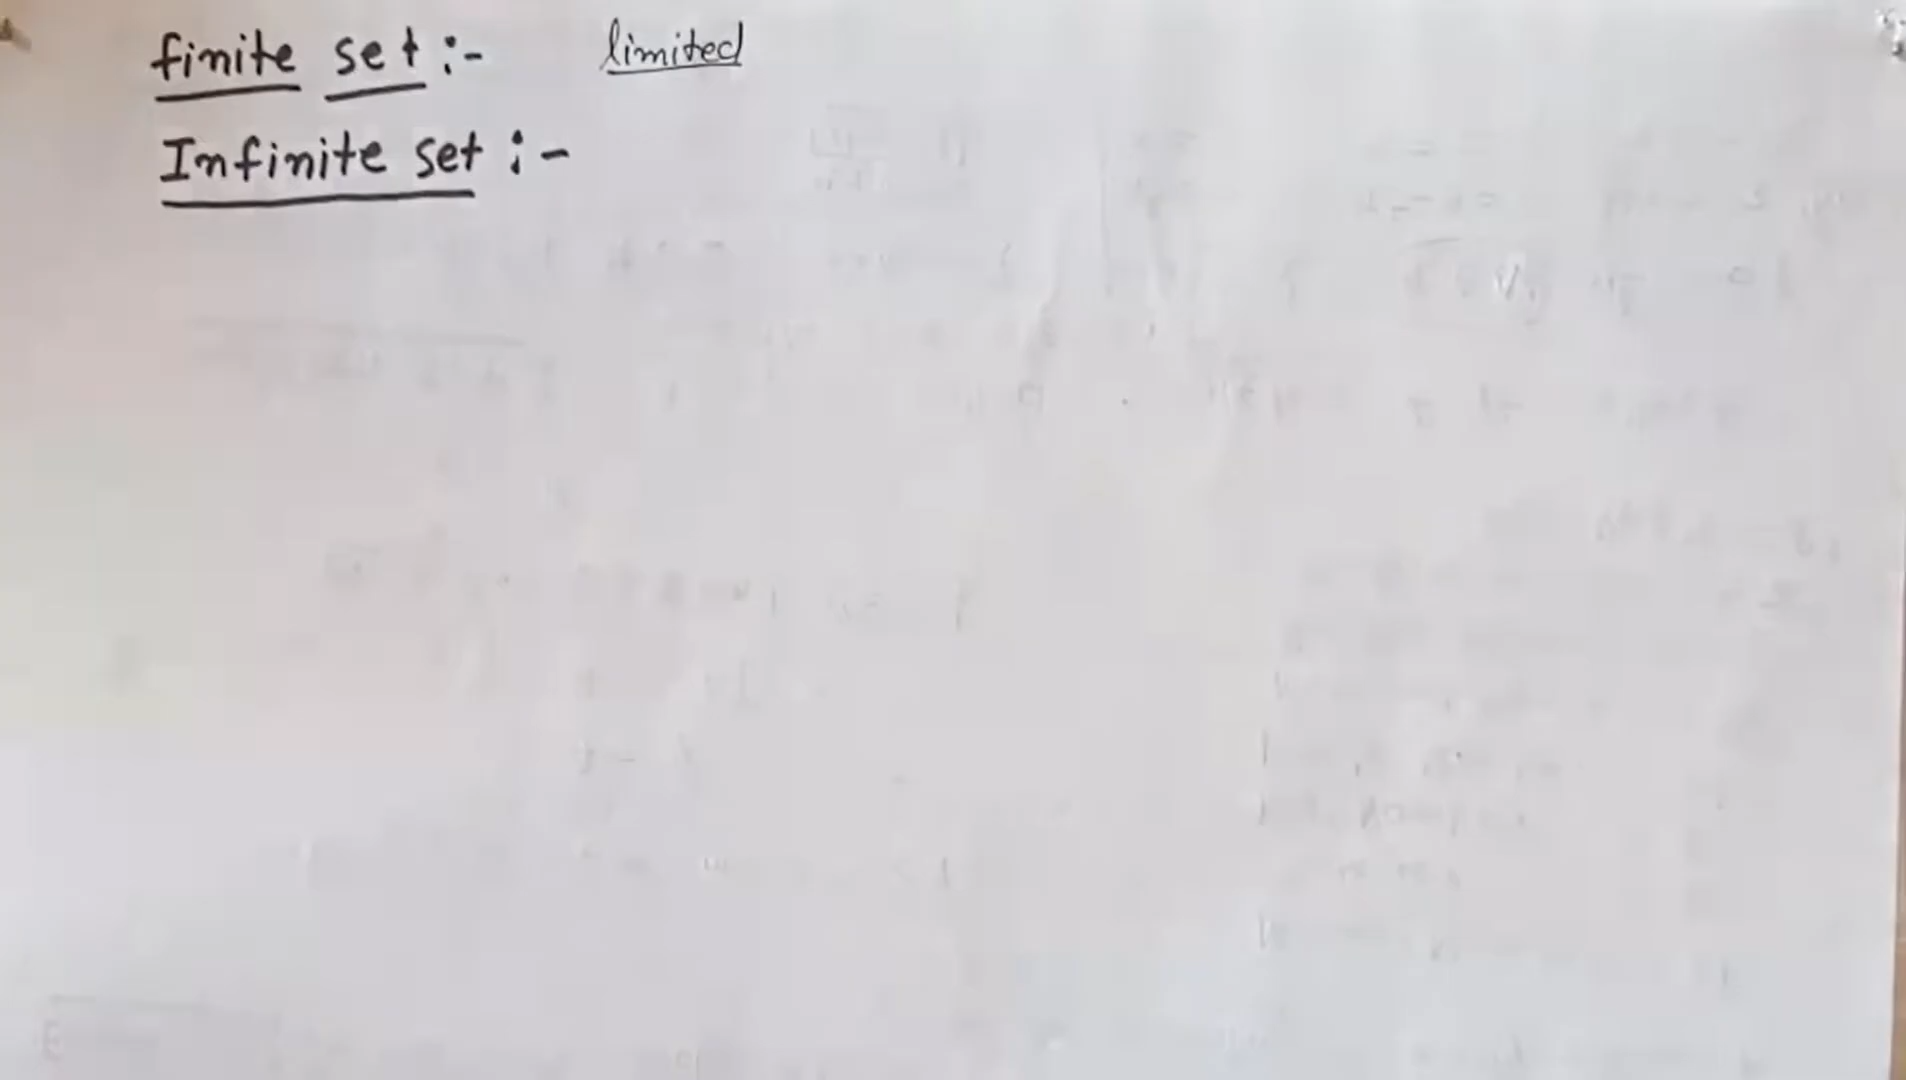 finite set :- limited
Infinite set :-